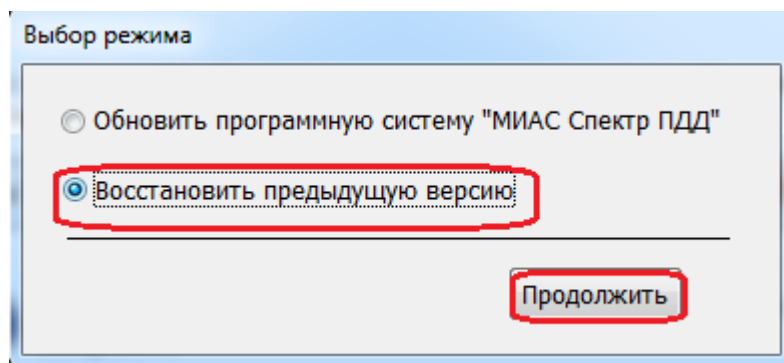 Выбор режима
Обновить программную систему "МИАС Спектр ПДД"
Восстановить предыдущую версию
Продолжить